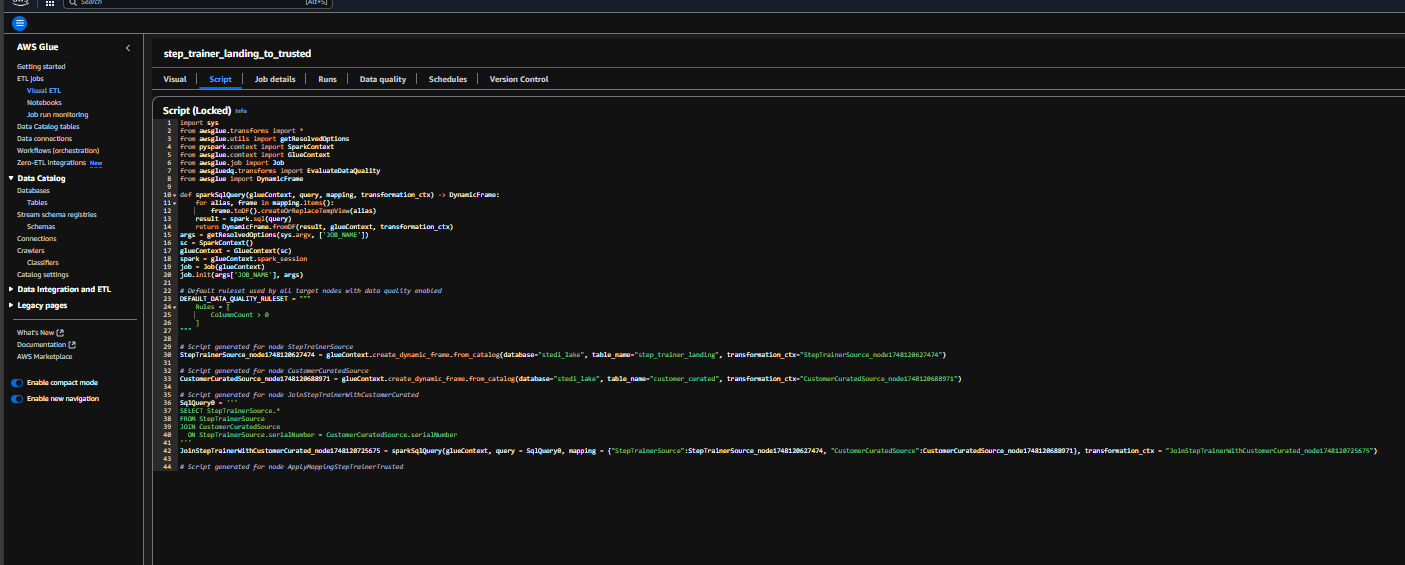 aws
Search
[Alt+S]
AWS Glue
Getting started
ETL jobs
Visual ETL
Notebooks
Job run monitoring
Data Catalog tables
Data connections
Workflows (orchestration)
Zero-ETL integrations New
Data Catalog
Databases
Tables
Stream schema registries
Schemas
Connections
Crawlers
Classifiers
Catalog settings
Data Integration and ETL
Legacy pages
What's New
Documentation
AWS Marketplace
Enable compact mode
Enable new navigation
step_trainer_landing_to_trusted
Visual
Script
Job details
Runs
Data quality
Schedules
Version Control
Script (Locked) Info
1 import sys
2 from awsglue.transforms import *
3 from awsglue.utils import getResolvedOptions
4 from pyspark.context import SparkContext
5 from awsglue.context import GlueContext
6 from awsglue.job import Job
7 from awsgluedq.transforms import EvaluateDataQuality
8 from awsglue import DynamicFrame
9
10 def sparkSqlQuery(glueContext, query, mapping, transformation_ctx) -> DynamicFrame:
11     for alias, frame in mapping.items():
12         frame.toDF().createOrReplaceTempView(alias)
13     result = spark.sql(query)
14     return DynamicFrame.fromDF(result, glueContext, transformation_ctx)
15 args = getResolvedOptions(sys.argv, ['JOB_NAME'])
16 sc = SparkContext()
17 glueContext = GlueContext(sc)
18 spark = glueContext.spark_session
19 job = Job(glueContext)
20 job.init(args['JOB_NAME'], args)
21
22 # Default ruleset used by all target nodes with data quality enabled
23 DEFAULT_DATA_QUALITY_RULESET = """
24     Rules = [
25         ColumnCount > 0
26     ]
27 """
28
29 # Script generated for node StepTrainerSource
30 StepTrainerSource_node1748120627474 = glueContext.create_dynamic_frame.from_catalog(database="stedi_lake", table_name="step_trainer_landing", transformation_ctx="StepTrainerSource_node1748120627474")
31
32 # Script generated for node CustomerCuratedSource
33 CustomerCuratedSource_node1748120688971 = glueContext.create_dynamic_frame.from_catalog(database="stedi_lake", table_name="customer_curated", transformation_ctx="CustomerCuratedSource_node1748120688971")
34
35 # Script generated for node JoinStepTrainerWithCustomerCurated
36 SqlQuery0 = '''
37 SELECT StepTrainerSource.*
38 FROM StepTrainerSource
39 JOIN CustomerCuratedSource
40   ON StepTrainerSource.serialNumber = CustomerCuratedSource.serialNumber
41 '''
42 JoinStepTrainerWithCustomerCurated_node1748120725675 = sparkSqlQuery(glueContext, query = SqlQuery0, mapping = {"StepTrainerSource":StepTrainerSource_node1748120627474, "CustomerCuratedSource":CustomerCuratedSource_node1748120688971}, transformation_ctx = "JoinStepTrainerWithCustomerCurated_node1748120725675")
43
44 # Script generated for node ApplyMappingStepTrainerTrusted